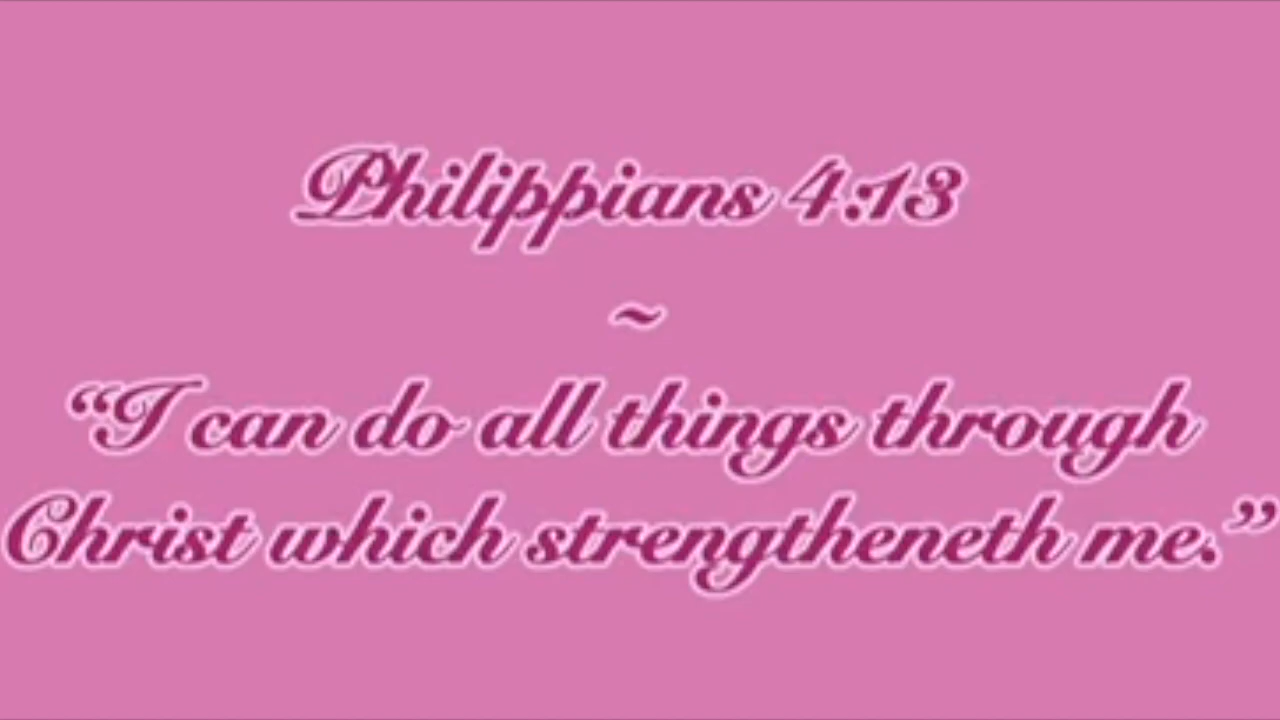 Philippians 4:13
~
“I can do all things through
Christ which strengtheneth me.”